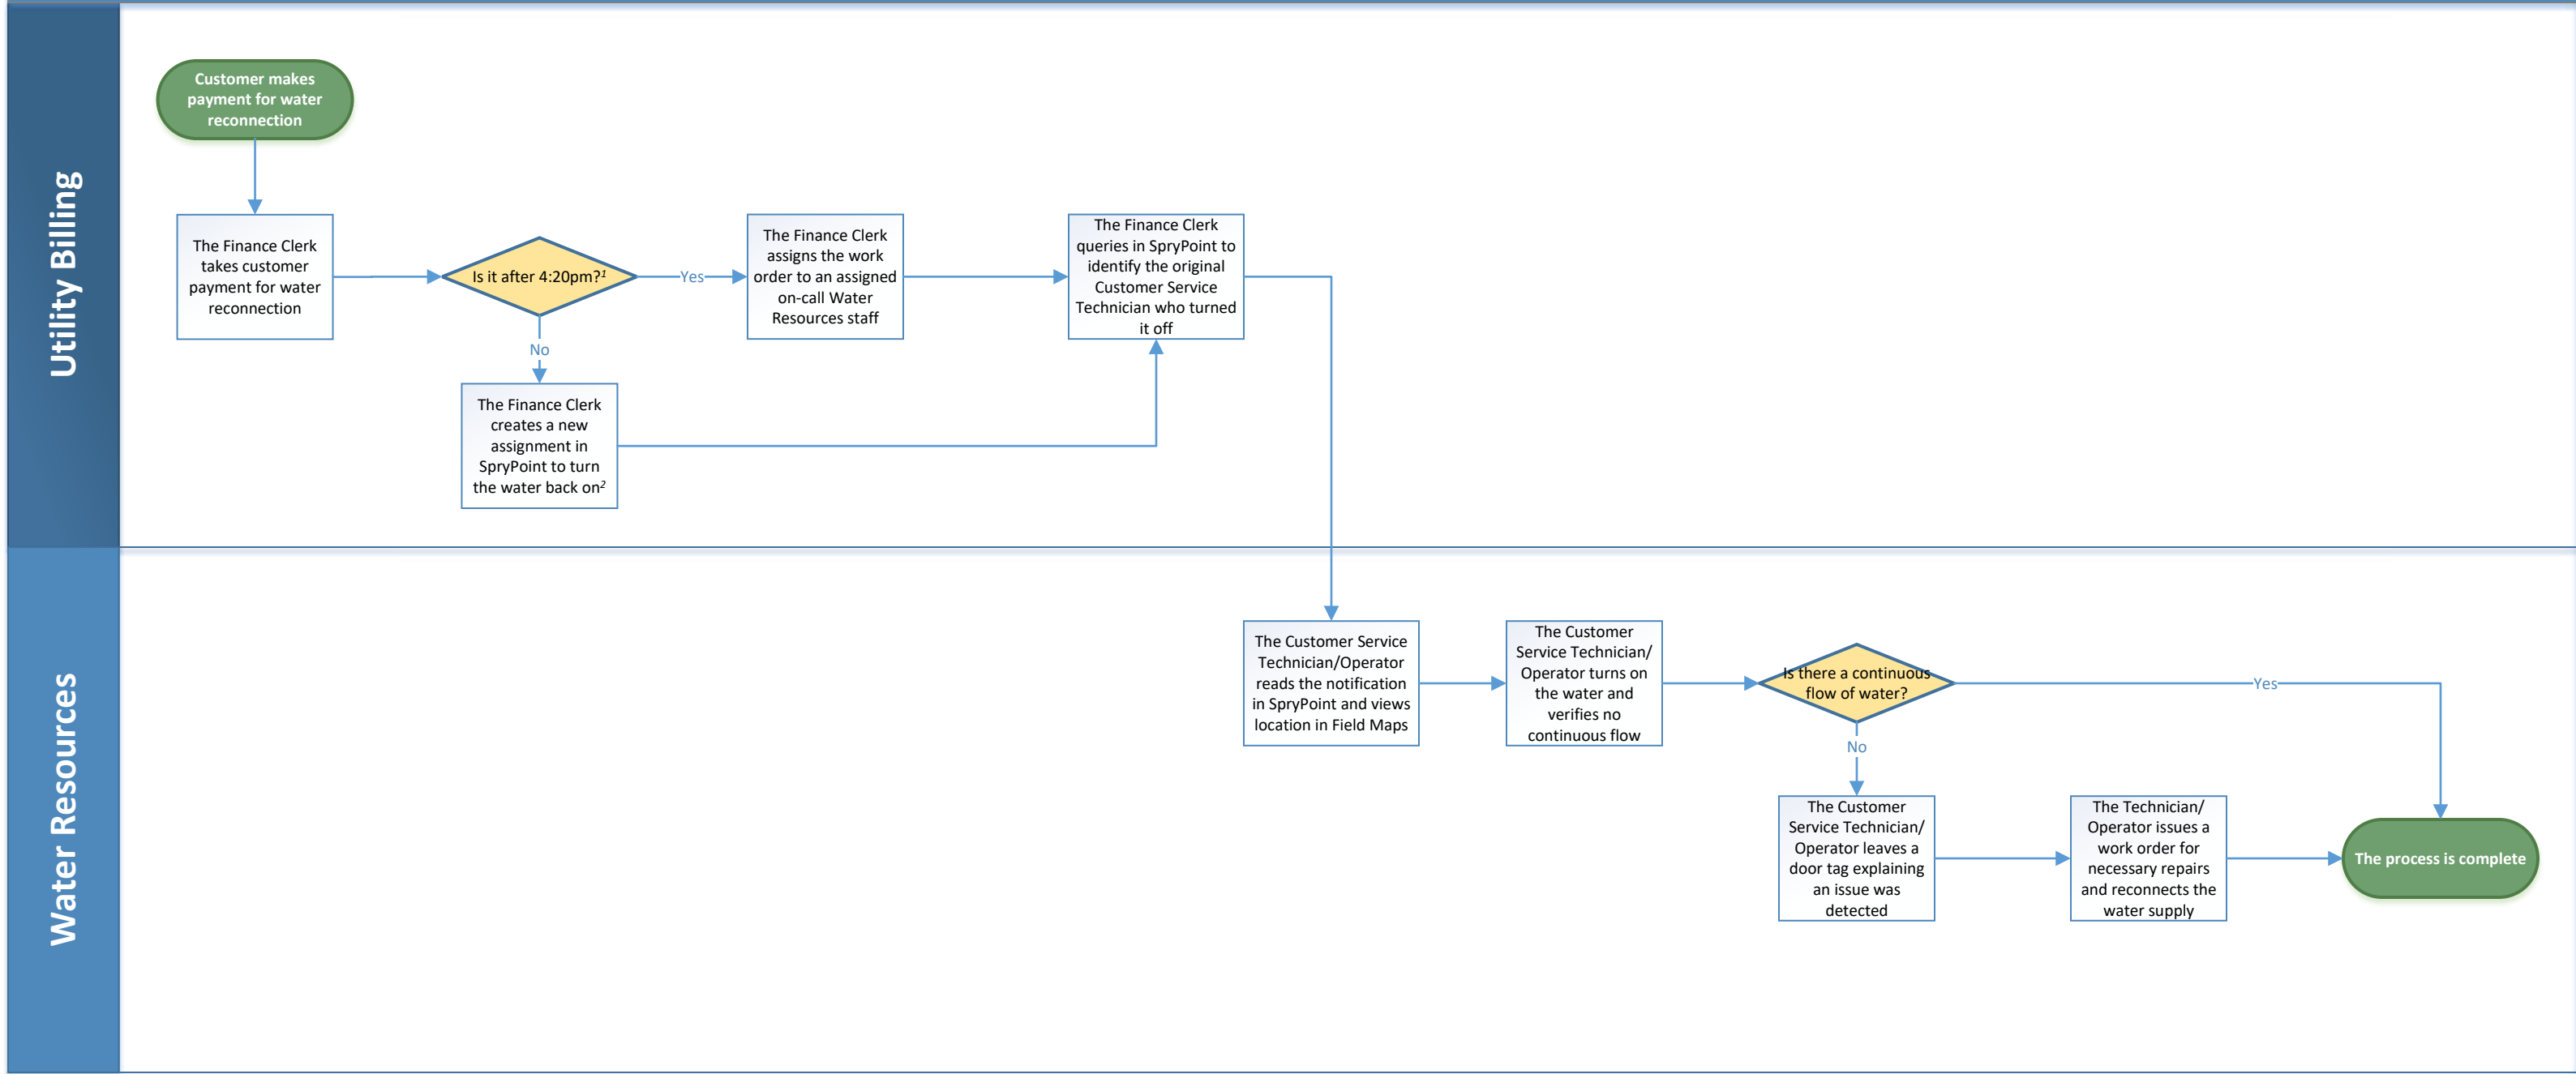 Utility Billing
Customer makes
payment for water
reconnection
The Finance Clerk
takes customer
payment for water
reconnection
Is it after 4:20pm?¹
Yes
No
The Finance Clerk
assigns the work
order to an assigned
on-call Water
Resources staff
The Finance Clerk
queries in SpryPoint to
identify the original
Customer Service
Technician who turned
it off
The Finance Clerk
creates a new
assignment in
SpryPoint to turn
the water back on²
Water Resources
The Customer Service
Technician/Operator
reads the notification
in SpryPoint and views
location in Field Maps
The Customer
Service Technician/
Operator turns on
the water and
verifies no
continuous flow
Is there a continuous
flow of water?
Yes
No
The Customer
Service Technician/
Operator leaves a
door tag explaining
an issue was
detected
The Technician/
Operator issues a
work order for
necessary repairs
and reconnects the
water supply
The process is complete